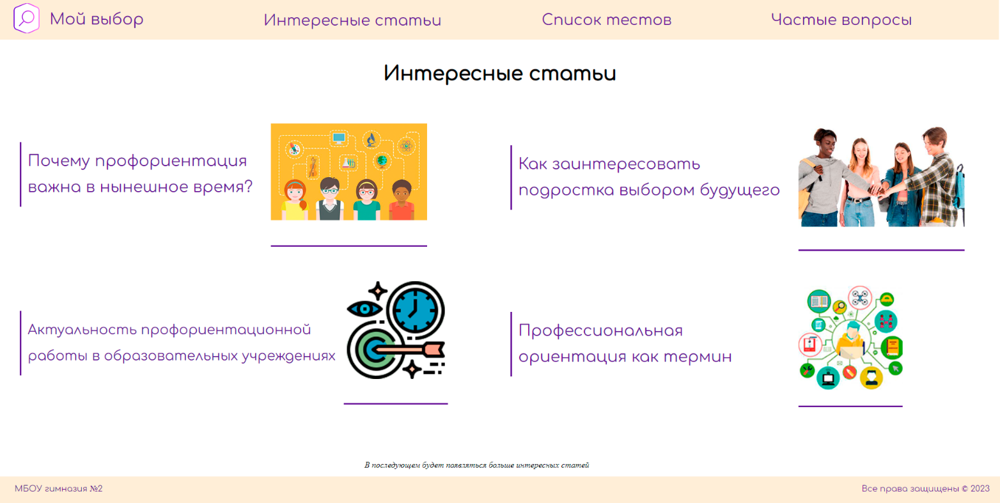 Мой выбор
Интересные статьи
Список тестов
Частые вопросы
Интересные статьи
Почему профориентация
важна в нынешное время?
Как заинтересовать
подростка выбором будущего
Актуальность профориентационной
работы в образовательных учреждениях
Профессиональная
ориентация как термин
В последующем будет появляться больше интересных статей
МБОУ гимназия №2
Все права защищены © 2023